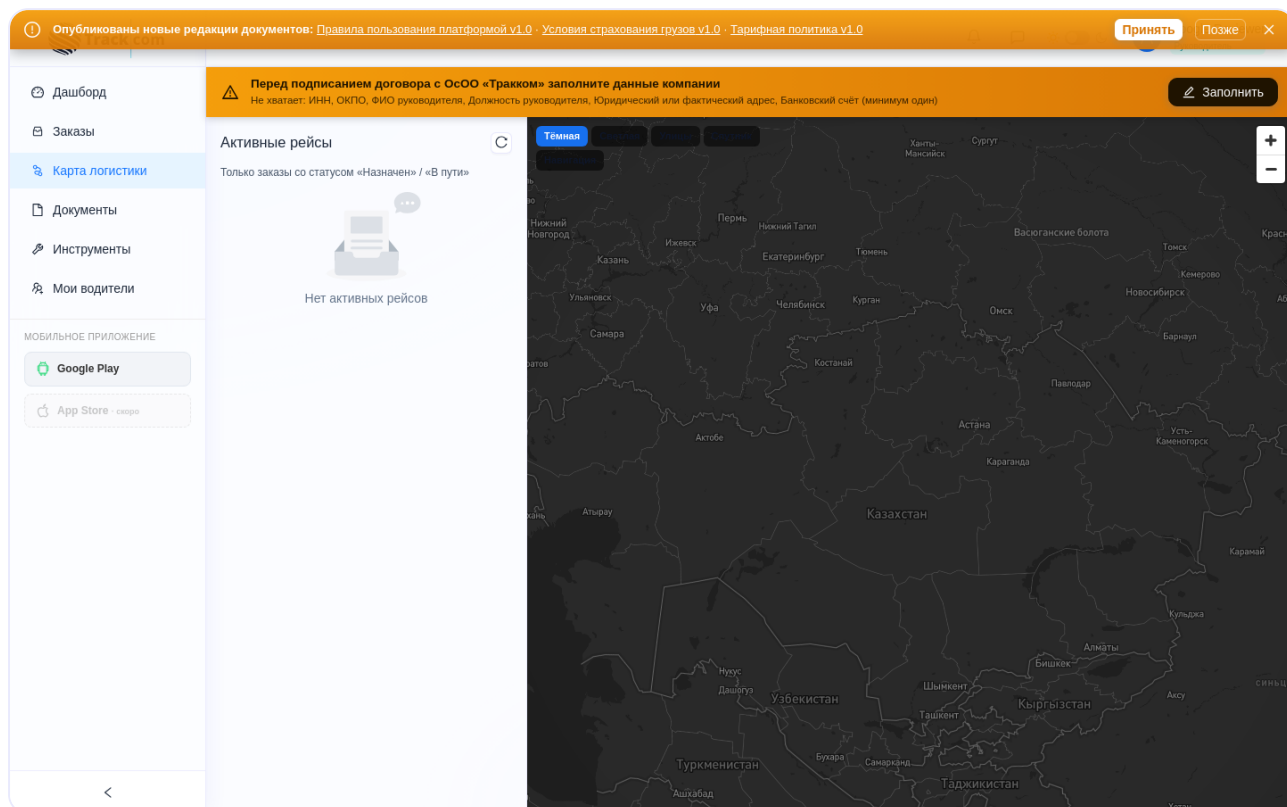 Опубликованы новые редакции документов: Правила пользования платформой v1.0 · Условия страхования грузов v1.0 · Тарифная политика v1.0
Принять
Позже
Перед подписанием договора с ОсОО «Тракком» заполните данные компании
Не хватает: ИНН, ОКПО, ФИО руководителя, Должность руководителя, Юридический или фактический адрес, Банковский счёт (минимум один)
Заполнить
Дашборд
Заказы
Карта логистики
Документы
Инструменты
Мои водители
МОБИЛЬНОЕ ПРИЛОЖЕНИЕ
Google Play
App Store · скоро
Активные рейсы
Только заказы со статусом «Назначен» / «В пути»
Нет активных рейсов
Тёмная
Ханты-
Мансийск
Сургут
Нижний
Новгород
Пермь
Нижний Тагил
Васюганские болота
Красн
Ижевск
Казань
Екатеринбург
Тюмень
Томск
Кемерово
Ульяновск
Уфа
Челябинск
Курган
Омск
Новосибирск
Самара
Барнаул
ратов
Костанай
Павлодар
Актобе
Астана
Усть-
Каменогорск
Караганда
хань
Атырау
Казахстан
Карамай
Кульджа
Алматы
Бишкек
Нукус
Дашогуз
Узбекистан
Шымкент
Кыргызстан
Аксу
синьц
Ташкент
Туркменистан
Бухара
Самарканд
Таджикистан
Ашхабад
Хотан